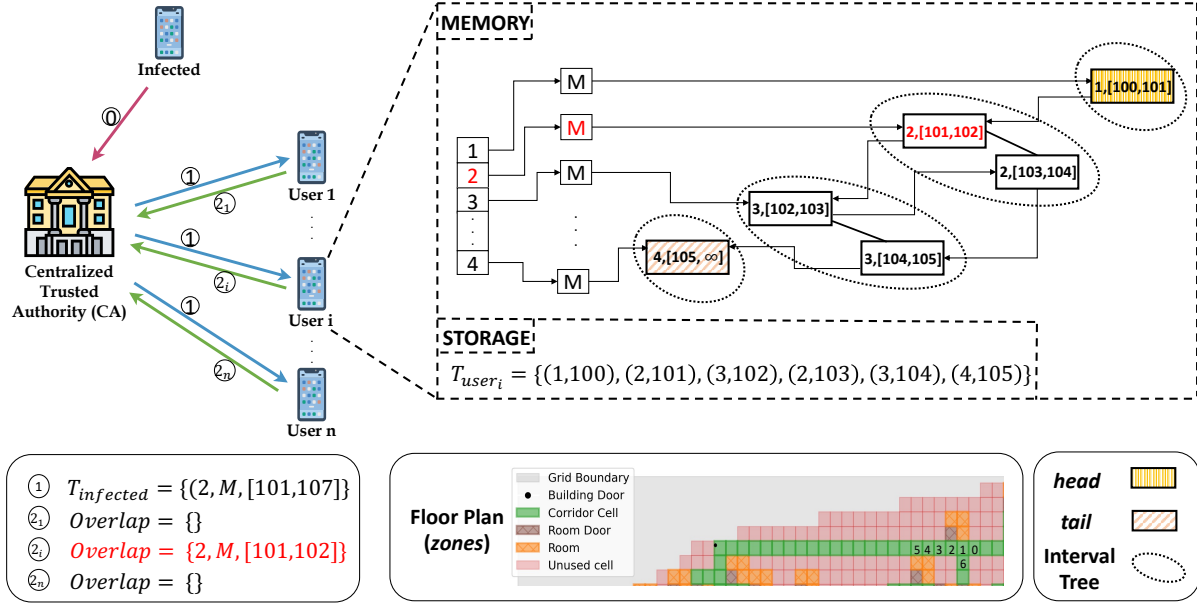 Infected
⓪
①
User 1
2₁
①
Centralized
Trusted
Authority (CA)
2ᵢ
User i
①
2ₙ
User n
MEMORY
M
1,[100,101]
M
2,[101,102]
1
2
3
4
M
2,[103,104]
3,[102,103]
4,[105, ∞]
3,[104,105]
M
STORAGE
T_{user_i} = {(1,100), (2,101), (3,102), (2,103), (3,104), (4,105)}
① T_{infected} = {(2, M, [101,107]}
2₁ Overlap = {}
2ᵢ Overlap = {2, M, [101,102]}
2ₙ Overlap = {}
Floor Plan
(zones)
Grid Boundary
Building Door
Corridor Cell
Room Door
Room
Unused cell
5 4 3 2 1 0
6
head
tail
Interval
Tree